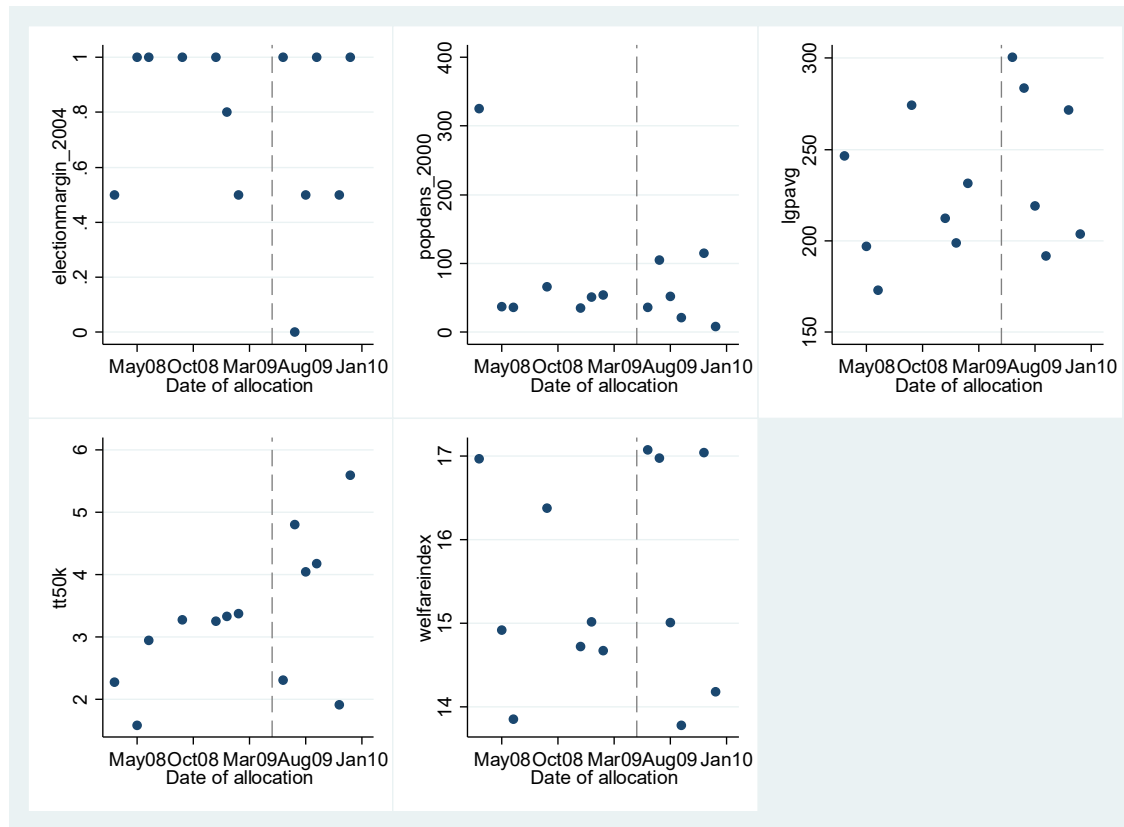 electionmargin_2004
0 .2 .4 .6 .8 1
May08 Oct08 Mar09 Aug09 Jan10
Date of allocation
popdens_2000
0 100 200 300 400
May08 Oct08 Mar09 Aug09 Jan10
Date of allocation
lgpavg
150 200 250 300
May08 Oct08 Mar09 Aug09 Jan10
Date of allocation
tt50k
2 3 4 5 6
May08 Oct08 Mar09 Aug09 Jan10
Date of allocation
welfareindex
14 15 16 17
May08 Oct08 Mar09 Aug09 Jan10
Date of allocation